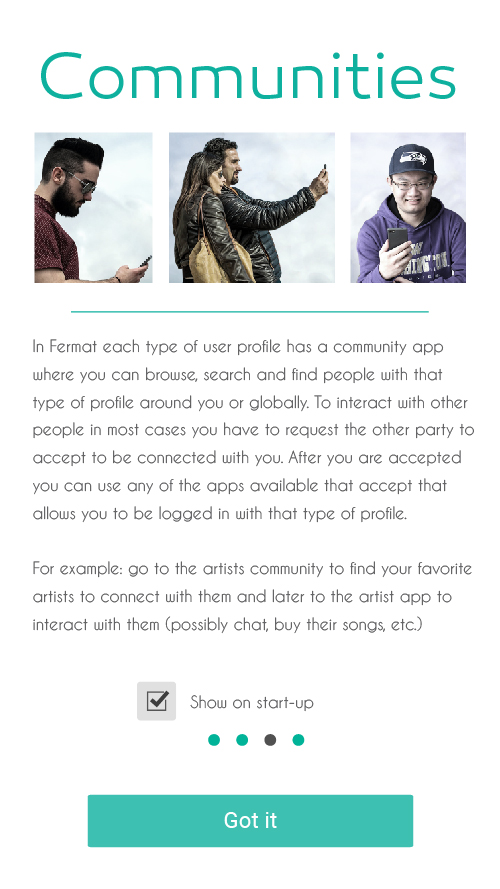 Communities
In Fermat each type of user profile has a community app
where you can browse, search and find people with that
type of profile around you or globally. To interact with other
people in most cases you have to request the other party to
accept to be connected with you. After you are accepted
you can use any of the apps available that accept that
allows you to be logged in with that type of profile.
For example: go to the artists community to find your favorite
artists to connect with them and later to the artist app to
interact with them (possibly chat, buy their songs, etc.)
Show on start-up
Got it